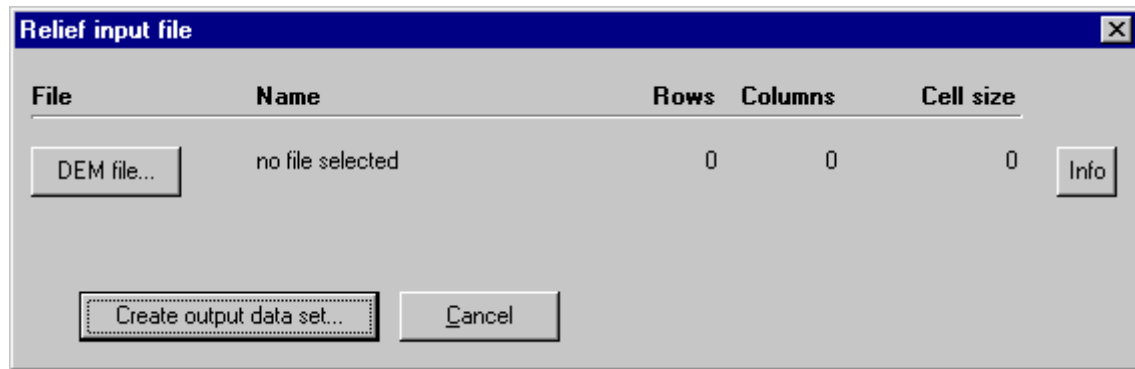 Relief input file
File Name Rows Columns Cell size
DEM file... no file selected 0 0 0 Info
Create output data set... Cancel